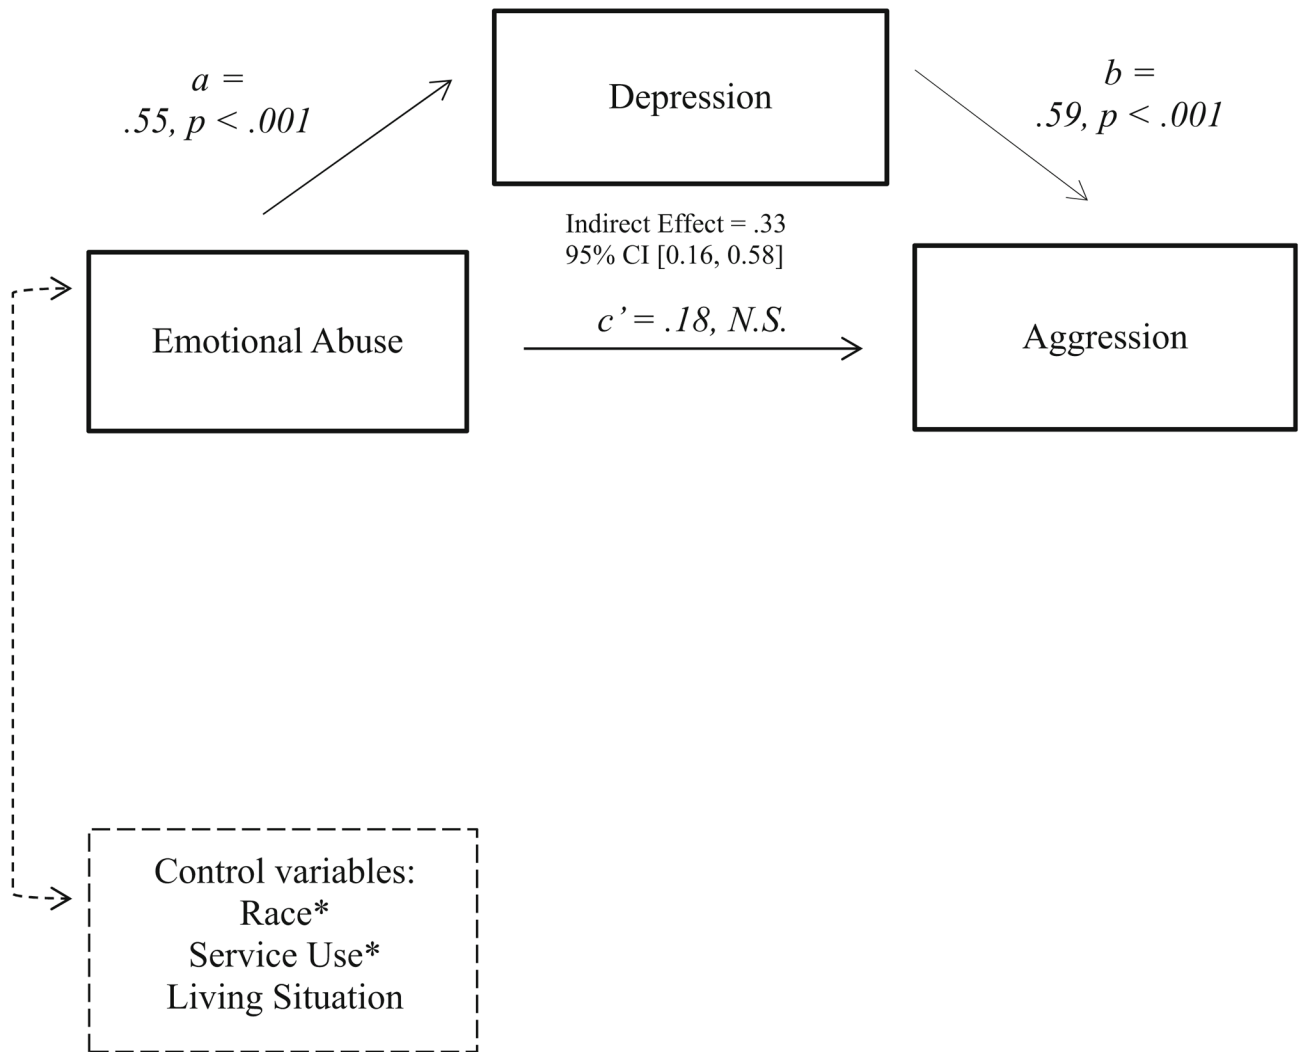 a =
.55, p < .001
Depression
b =
.59, p < .001
Indirect Effect = .33
95% CI [0.16, 0.58]
c’ = .18, N.S.
Emotional Abuse
Aggression
Control variables:
Race*
Service Use*
Living Situation